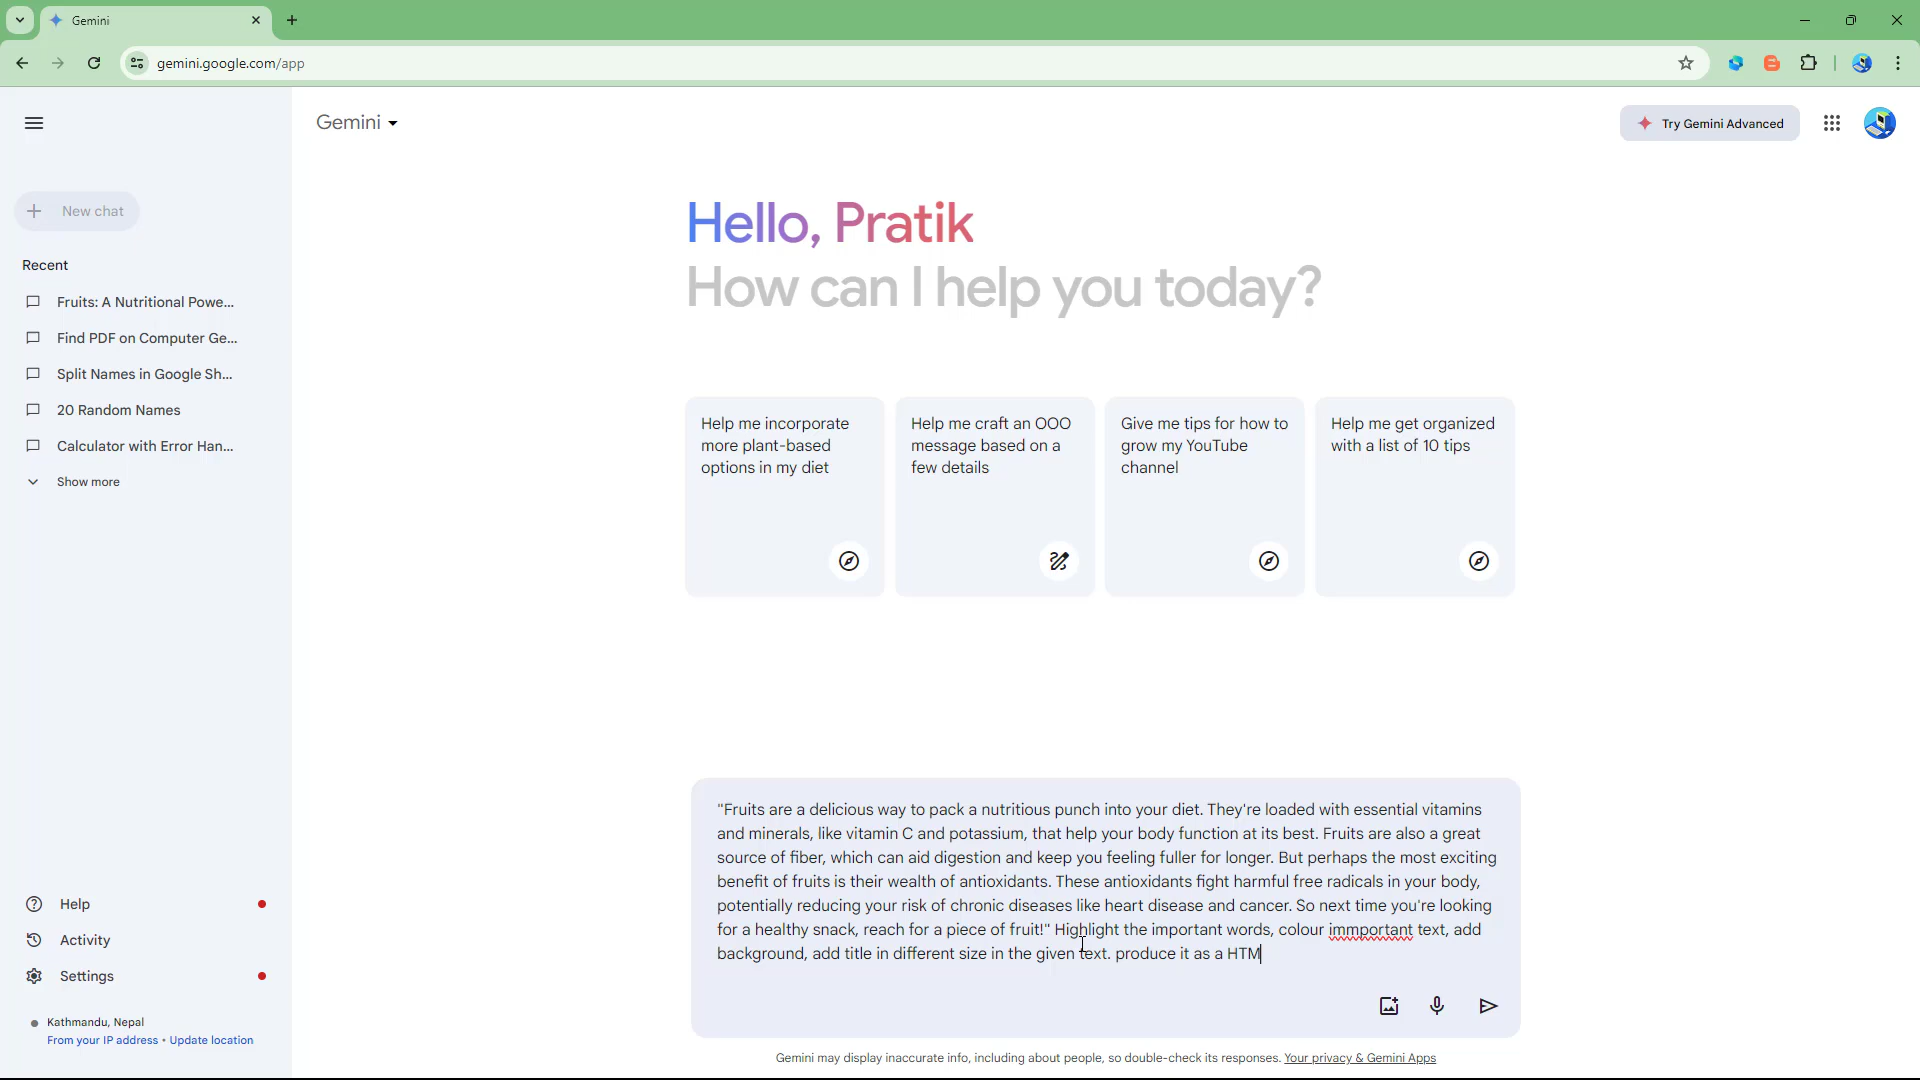 Gemini
gemini.google.com/app
Gemini
Try Gemini Advanced
New chat
Recent
Fruits: A Nutritional Powe...
Find PDF on Computer Ge...
Split Names in Google Sh...
20 Random Names
Calculator with Error Han...
Show more
Hello, Pratik
How can I help you today?
Help me incorporate
more plant-based
options in my diet
Help me craft an OOO
message based on a
few details
Give me tips for how to
grow my YouTube
channel
Help me get organized
with a list of 10 tips
"Fruits are a delicious way to pack a nutritious punch into your diet. They're loaded with essential vitamins
and minerals, like vitamin C and potassium, that help your body function at its best. Fruits are also a great
source of fiber, which can aid digestion and keep you feeling fuller for longer. But perhaps the most exciting
benefit of fruits is their wealth of antioxidants. These antioxidants fight harmful free radicals in your body,
potentially reducing your risk of chronic diseases like heart disease and cancer. So next time you're looking
for a healthy snack, reach for a piece of fruit!" Highlight the important words, colour immportant text, add
background, add title in different size in the given text. produce it as a HTM
Help
Activity
Settings
Kathmandu, Nepal
From your IP address • Update location
Gemini may display inaccurate info, including about people, so double-check its responses. Your privacy & Gemini Apps